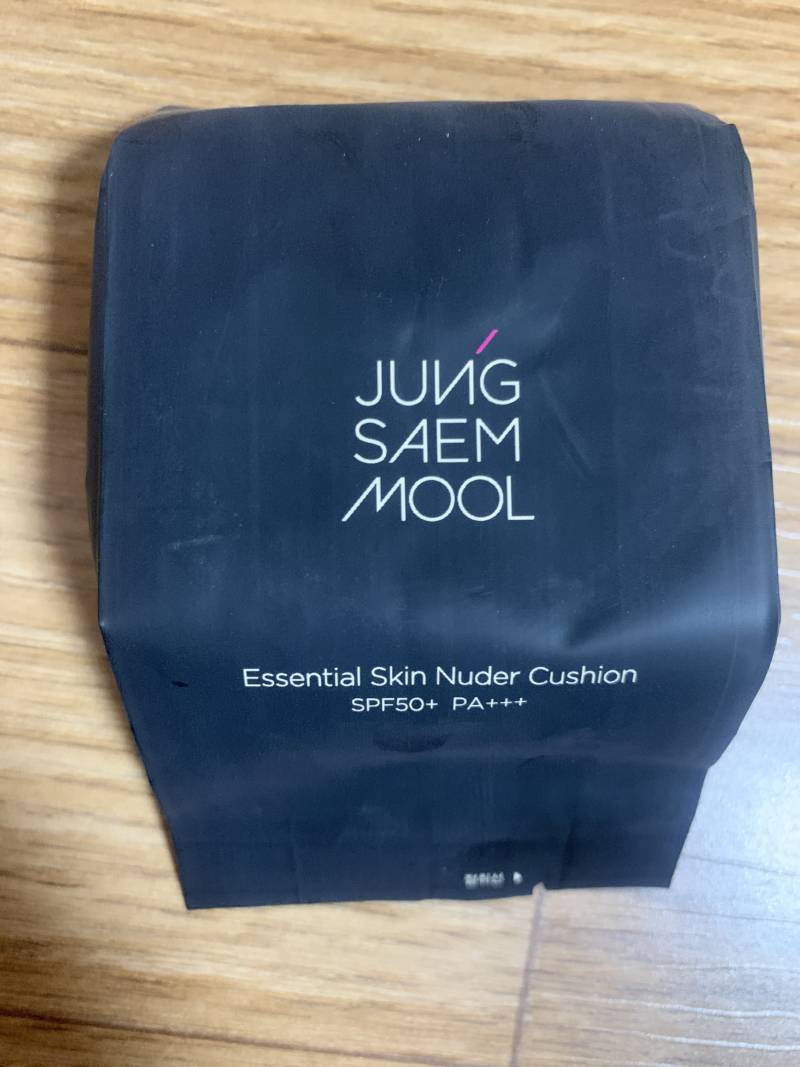 JUNG
SAEM
MOOL
Essential Skin Nuder Cushion
SPF50+ PA+++